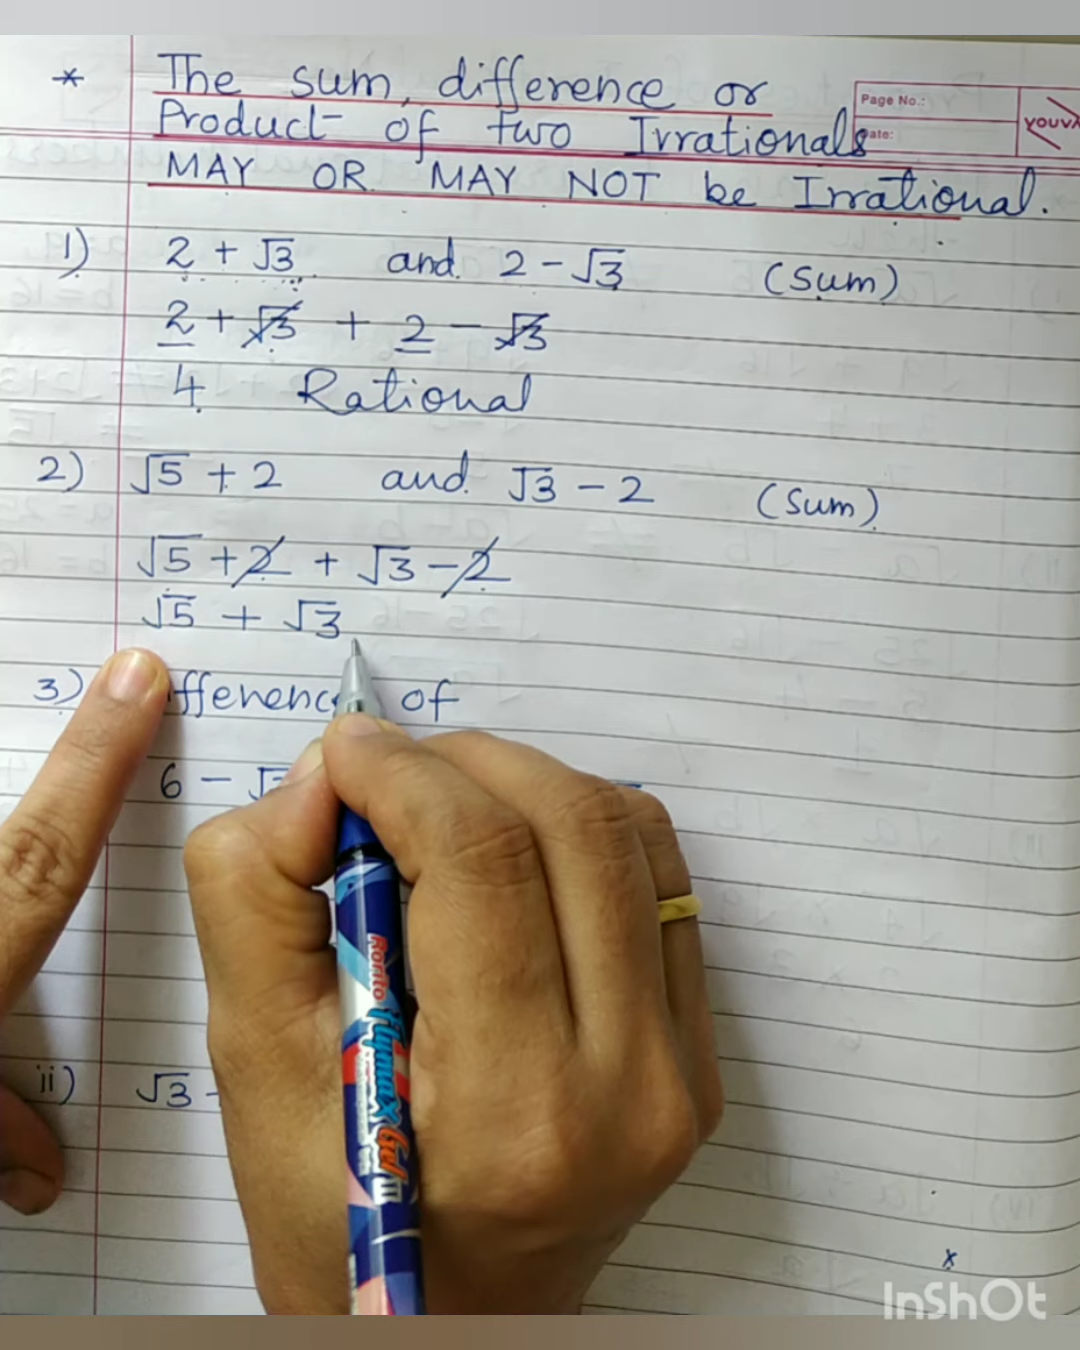 * The sum, difference or
Product of two Irrationals
MAY OR MAY NOT be Irrational.
Page No.:
Date:
YOUVA
1) 2 + √3 and 2 - √3 (Sum)
2 + √3 + 2 - √3
4 Rational
2) √5 + 2 and √3 - 2 (Sum)
√5 + 2 + √3 - 2
√5 + √3
3) of
6 -
ii) √3 -
Rorito
Gel
x
InShOt